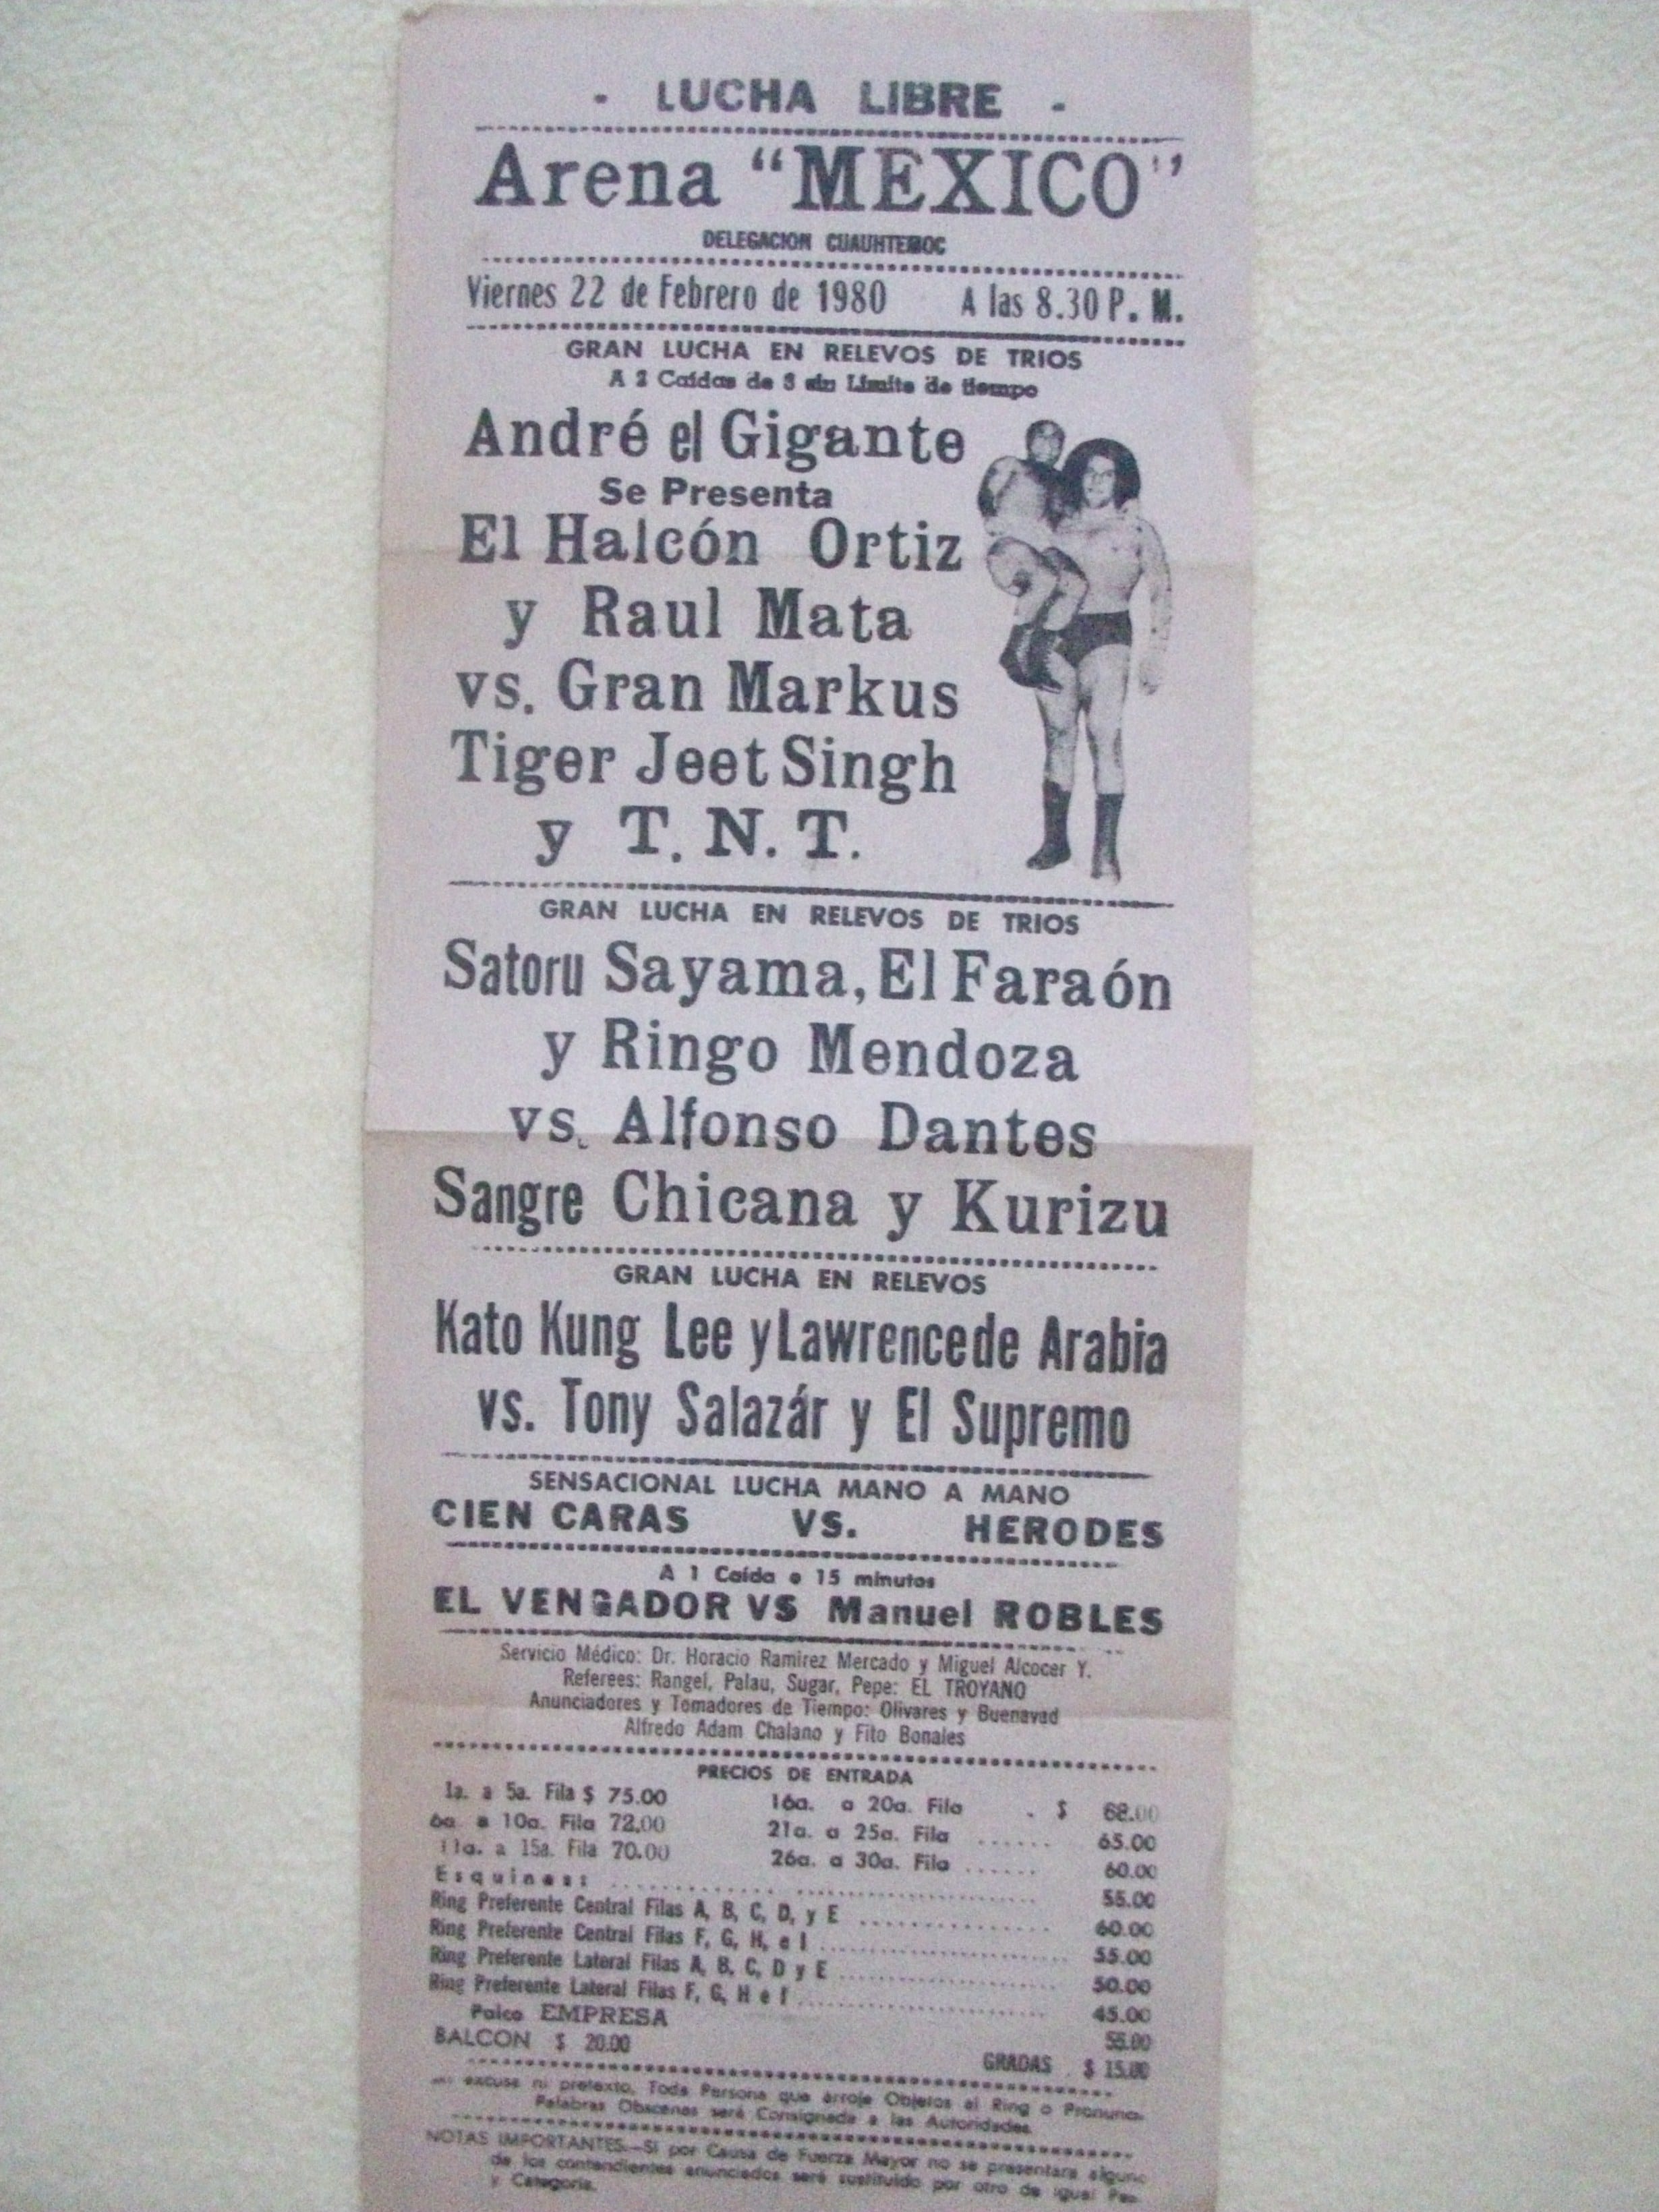 - LUCHA LIBRE -
Arena "MEXICO"
DELEGACION CUAUHTEMOC
Viernes 22 de Febrero de 1980 A las 8.30 P. M.
GRAN LUCHA EN RELEVOS DE TRIOS
A 2 Caídas de 3 sin Límite de tiempo
André el Gigante
Se Presenta
El Halcón Ortiz
y Raul Mata
vs. Gran Markus
Tiger Jeet Singh
y T. N. T.
GRAN LUCHA EN RELEVOS DE TRIOS
Satoru Sayama, El Faraón
y Ringo Mendoza
vs. Alfonso Dantes
Sangre Chicana y Kurizu
GRAN LUCHA EN RELEVOS
Kato Kung Lee y Lawrence de Arabia
vs. Tony Salazár y El Supremo
SENSACIONAL LUCHA MANO A MANO
CIEN CARAS VS. HERODES
A 1 Caída o 15 minutos
EL VENGADOR VS Manuel ROBLES
Servicio Médico: Dr. Horacio Ramirez Mercado y Miguel Alcocer Y.
Referees: Rangel, Palau, Sugar, Pepe: EL TROYANO
Anunciadores y Tomadores de Tiempo: Olivares y Buenavad
Alfredo Adam Chalano y Fito Bonales
PRECIOS DE ENTRADA
1a. a 5a. Fila $ 75.00 16a. a 20a. Fila . $ 68.00
6a. a 10a. Fila 72.00 21a. a 25a. Fila ...... 65.00
11a. a 15a. Fila 70.00 26a. a 30a. Fila ...... 60.00
Esquinas: ........ 55.00
Ring Preferente Central Filas A, B, C, D, y E ........ 60.00
Ring Preferente Central Filas F, G, H, e I ........ 55.00
Ring Preferente Lateral Filas A, B, C, D y E ........ 50.00
Ring Preferente Lateral Filas F, G, H e I ........ 45.00
Palco EMPRESA 55.00
BALCON $ 20.00 GRADAS $ 15.00
excusa ni pretexto, Toda Persona que arroje Objetos al Ring o Pronunc-
Palabras Obscenas será Consignada a las Autoridades.
NOTAS IMPORTANTES.—Si por Causa de Fuerza Mayor no se presentara alguno
de los contendientes anunciados será sustituido por otro de igual Pes-
y Categoría.